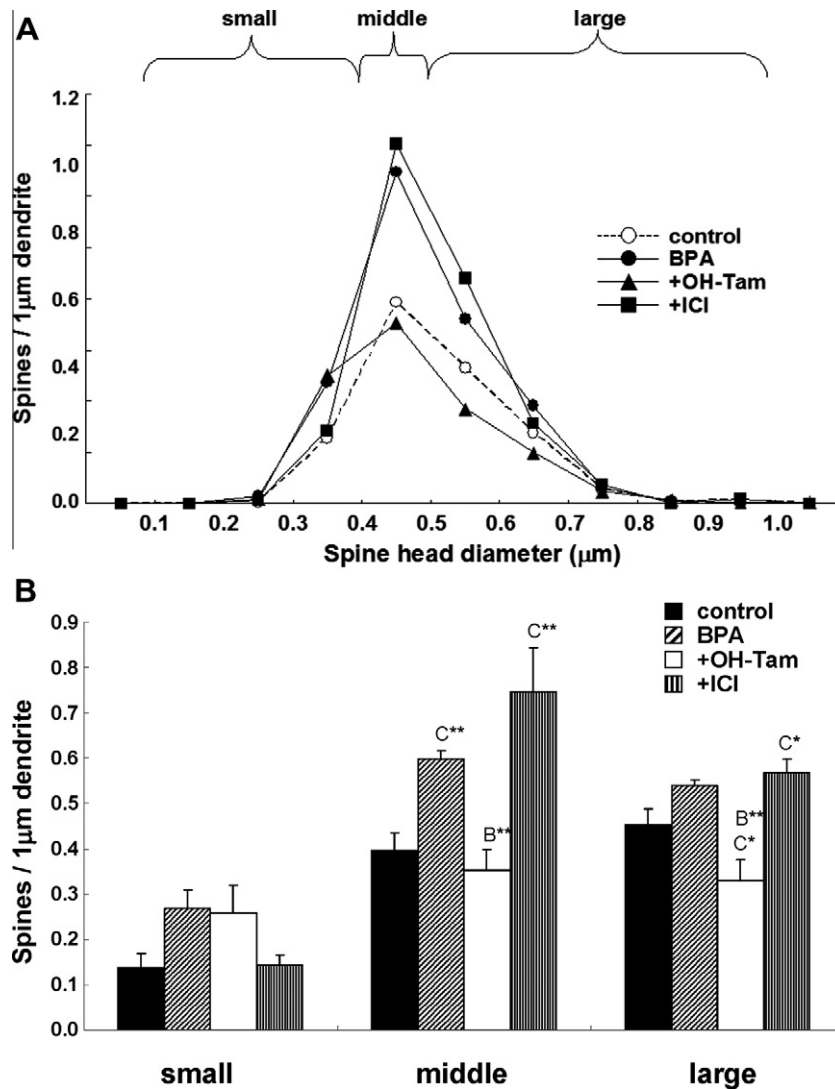 A
small middle large
1.2
1.0
0.8
0.6
0.4
0.2
0.0
Spines / 1μm dendrite
control
BPA
+OH-Tam
+ICI
0.1 0.2 0.3 0.4 0.5 0.6 0.7 0.8 0.9 1.0
Spine head diameter (μm)
B
0.9
0.8
0.7
0.6
0.5
0.4
0.3
0.2
0.1
0.0
Spines / 1μm dendrite
control
BPA
+OH-Tam
+ICI
C**
B**
C**
B**
C*
C*
small middle large